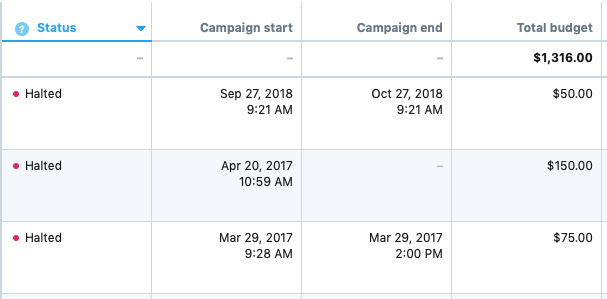 ? Status Campaign start Campaign end Total budget
– – – $1,316.00
Halted Sep 27, 2018 Oct 27, 2018 $50.00
9:21 AM 9:21 AM
Halted Apr 20, 2017 – $150.00
10:59 AM
Halted Mar 29, 2017 Mar 29, 2017 $75.00
9:28 AM 2:00 PM